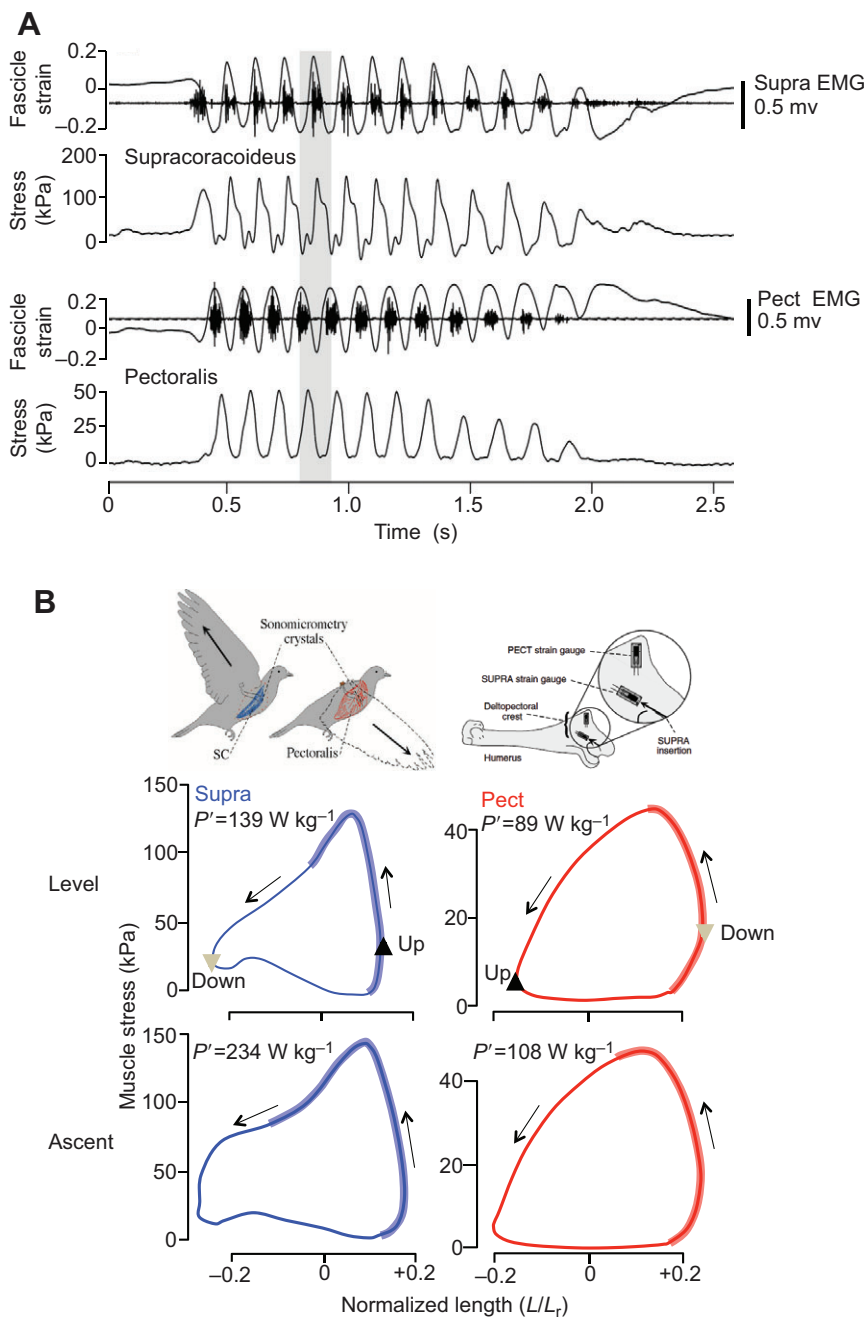 A
Fascicle strain
0.2
0
–0.2
Supra EMG
0.5 mv
Supracoracoideus
Stress (kPa)
200
100
0
Fascicle strain
0.2
0
–0.2
Pect EMG
0.5 mv
Pectoralis
Stress (kPa)
50
25
0
0 0.5 1.0 1.5 2.0 2.5
Time (s)
B
Sonomicrometry
crystals
SC
Pectoralis
PECT strain gauge
SUPRA strain gauge
Deltopectoral
crest
Humerus
SUPRA
insertion
Level
Muscle stress (kPa)
150
100
50
0
Supra
P′=139 W kg–1
Up
Down
40
20
0
Pect
P′=89 W kg–1
Down
Up
Ascent
150
100
50
0
P′=234 W kg–1
–0.2 0 +0.2
40
20
0
P′=108 W kg–1
–0.2 0 +0.2
Normalized length (L/Lr)